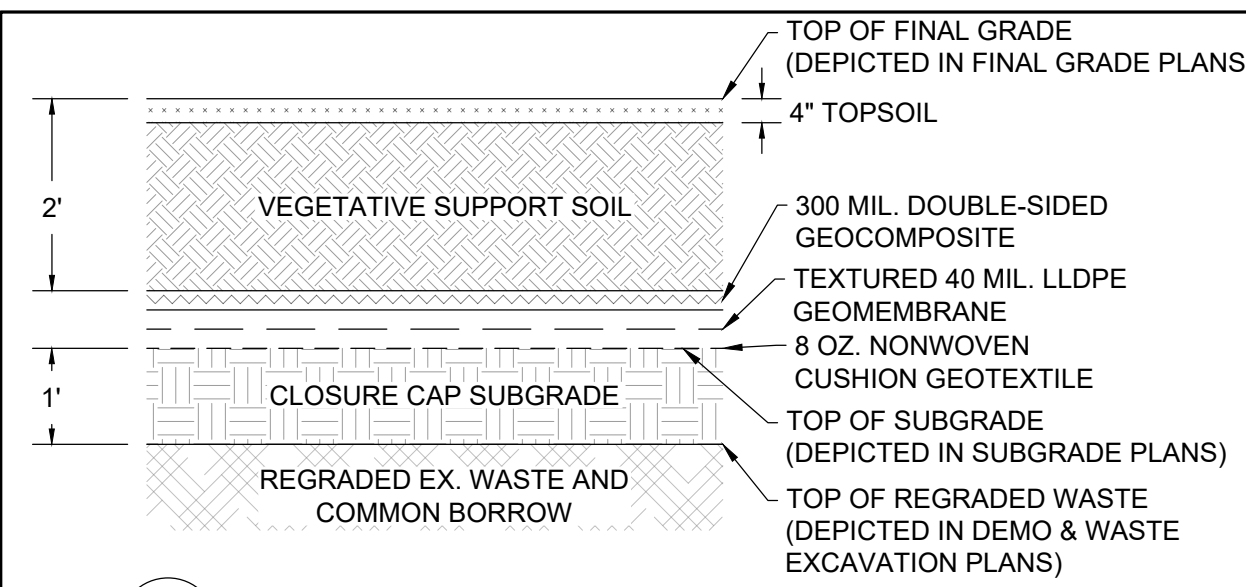 TOP OF FINAL GRADE
(DEPICTED IN FINAL GRADE PLANS
4" TOPSOIL
2'
VEGETATIVE SUPPORT SOIL
300 MIL. DOUBLE-SIDED
GEOCOMPOSITE
TEXTURED 40 MIL. LLDPE
GEOMEMBRANE
8 OZ. NONWOVEN
CUSHION GEOTEXTILE
1'
CLOSURE CAP SUBGRADE
TOP OF SUBGRADE
(DEPICTED IN SUBGRADE PLANS)
REGRADED EX. WASTE AND
COMMON BORROW
TOP OF REGRADED WASTE
(DEPICTED IN DEMO & WASTE
EXCAVATION PLANS)